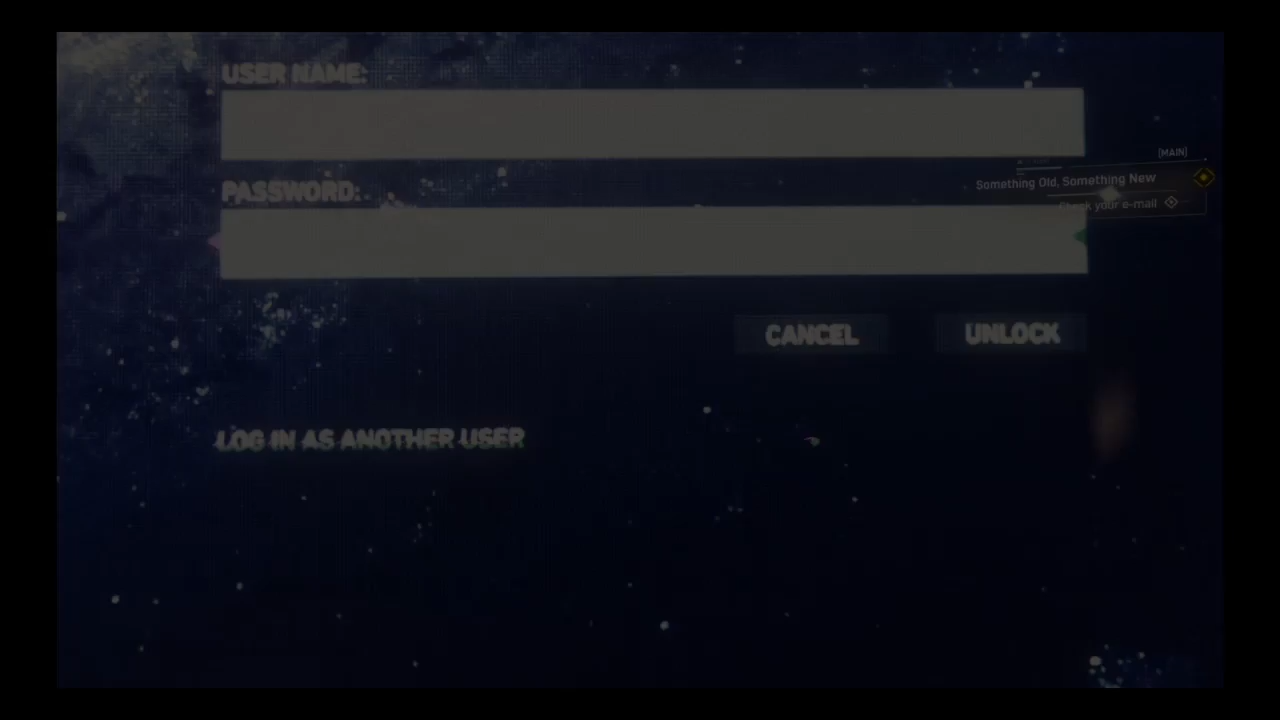 USER NAME:
[MAIN]
Something Old, Something New
PASSWORD:
Check your e-mail
CANCEL
UNLOCK
LOG IN AS ANOTHER USER